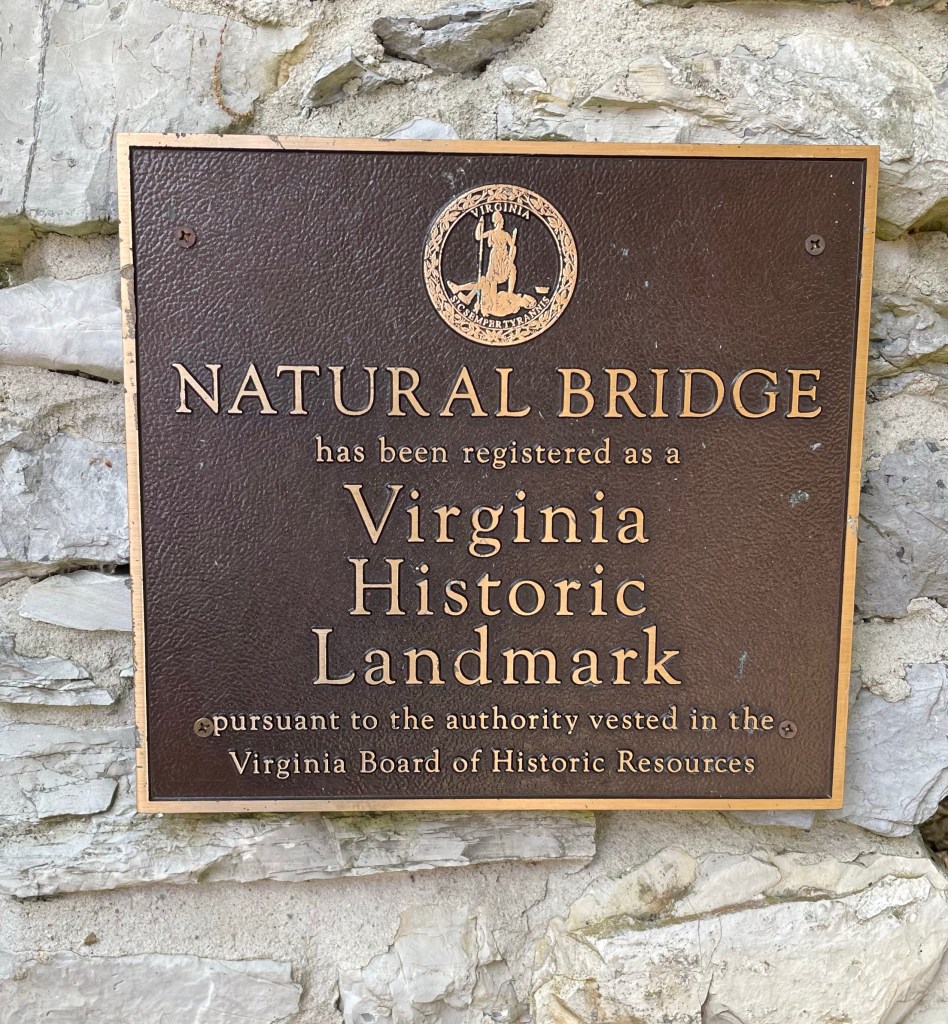 VIRGINIA
SIC SEMPER TYRANNIS
NATURAL BRIDGE
has been registered as a
Virginia
Historic
Landmark
pursuant to the authority vested in the
Virginia Board of Historic Resources